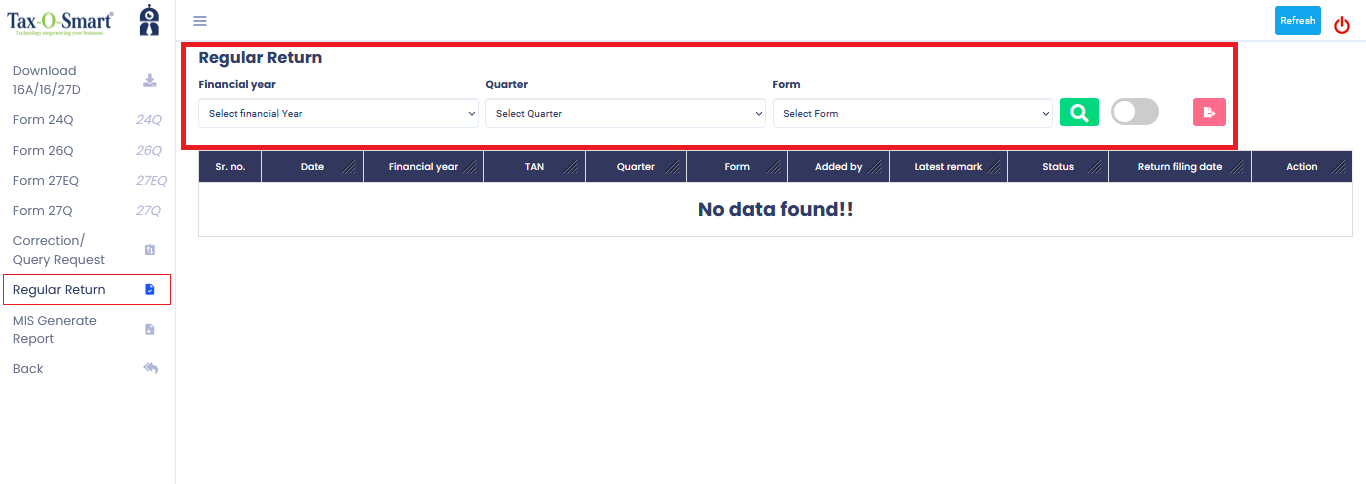 Tax-O-Smart®
Technology empowering your business
Refresh
Download
16A/16/27D
Form 24Q 24Q
Form 26Q 26Q
Form 27EQ 27EQ
Form 27Q 27Q
Correction/
Query Request
Regular Return
MIS Generate
Report
Back
Regular Return
Financial year Quarter Form
Select financial Year Select Quarter Select Form
Sr. no. Date Financial year TAN Quarter Form Added by Latest remark Status Return filing date Action
No data found!!